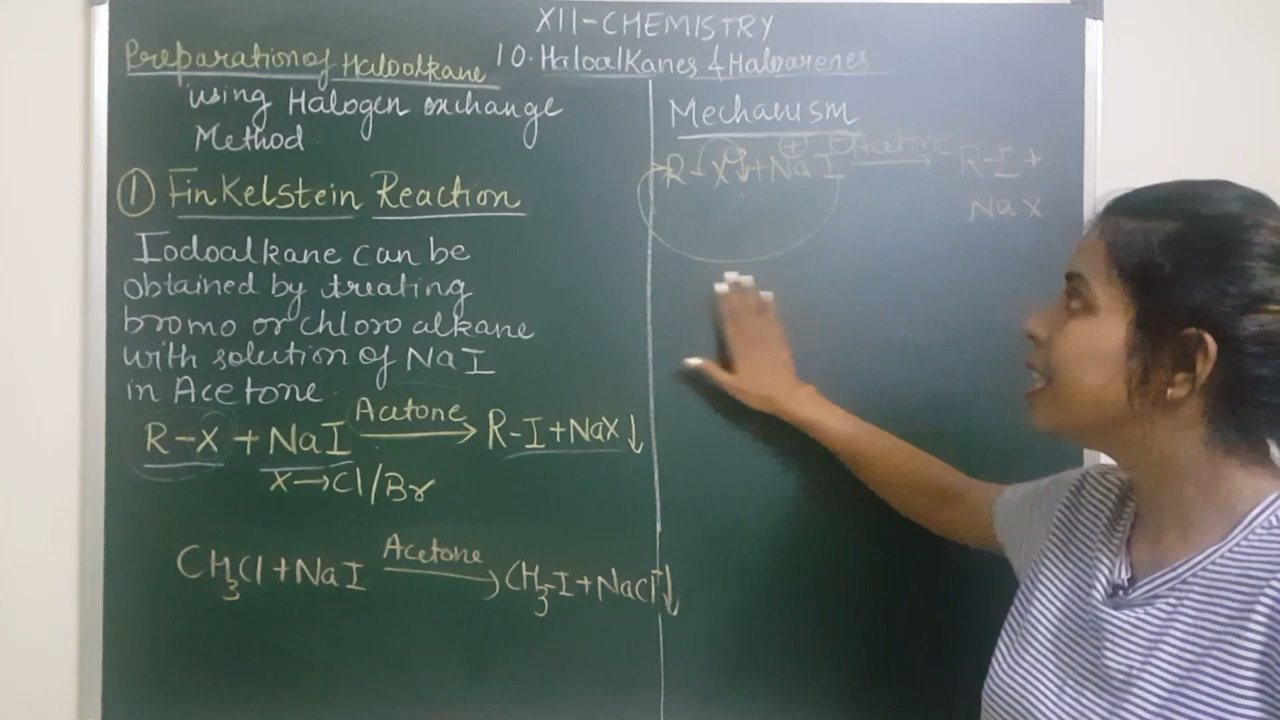 XII-CHEMISTRY
10. Haloalkanes & Haloarenes
Preparation of Haloalkane
using Halogen exchange
Method
① Finkelstein Reaction
Iodoalkane can be
obtained by treating
bromo or chloro alkane
with solution of NaI
in Acetone.
R-X + NaI Acetone → R-I + NaX ↓
X → Cl/Br
CH3Cl + NaI Acetone → CH3-I + NaCl ↓
Mechanism
R-X + Na⊕ I⊖ Acetone → R-I +
NaX